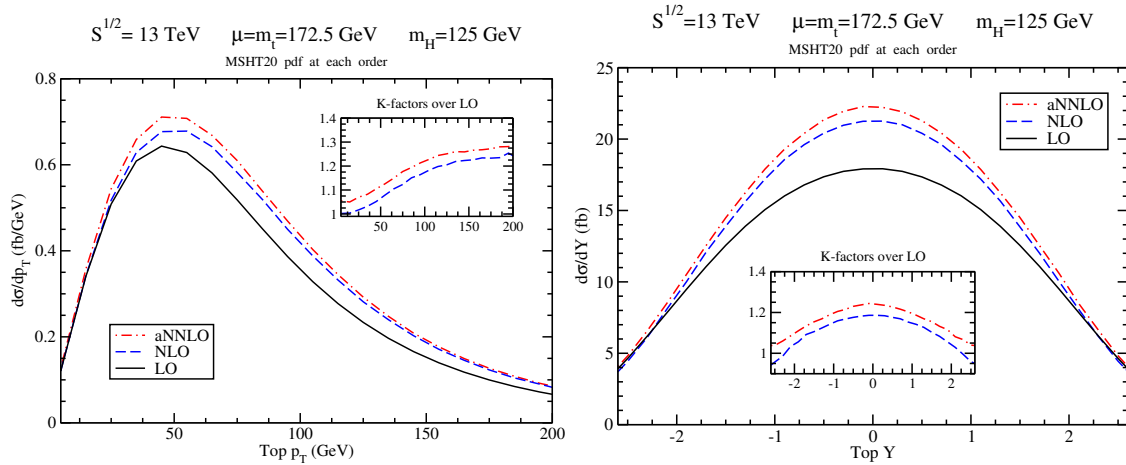 S^1/2= 13 TeV μ=m_t=172.5 GeV m_H=125 GeV
MSHT20 pdf at each order
0.8
0.6
0.4
0.2
0
dσ/dp_T (fb/GeV)
K-factors over LO
1.4
1.3
1.2
1.1
1
50 100 150 200
aNNLO
NLO
LO
50 100 150 200
Top p_T (GeV)
S^1/2=13 TeV μ=m_t=172.5 GeV m_H=125 GeV
MSHT20 pdf at each order
25
20
15
10
5
0
dσ/dY (fb)
aNNLO
NLO
LO
K-factors over LO
1.4
1.2
1
-2 -1 0 1 2
-2 -1 0 1 2
Top Y